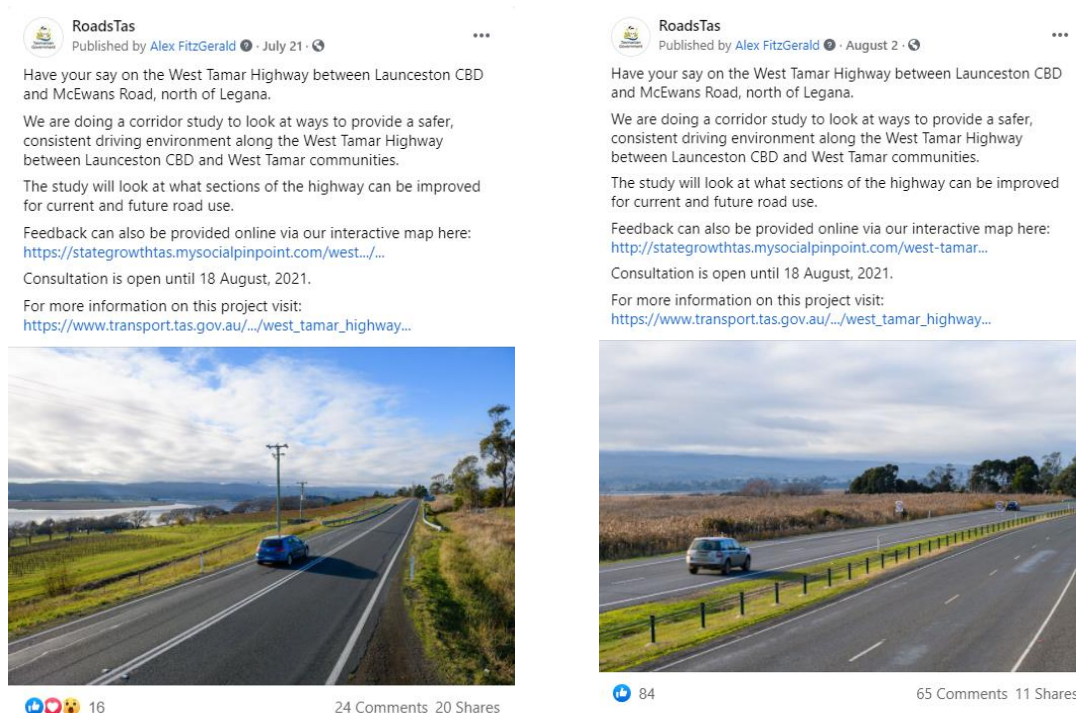 RoadsTas
Published by Alex FitzGerald · July 21 ·
Have your say on the West Tamar Highway between Launceston CBD
and McEwans Road, north of Legana.
We are doing a corridor study to look at ways to provide a safer,
consistent driving environment along the West Tamar Highway
between Launceston CBD and West Tamar communities.
The study will look at what sections of the highway can be improved
for current and future road use.
Feedback can also be provided online via our interactive map here:
https://stategrowthtas.mysocialpinpoint.com/west.../...
Consultation is open until 18 August, 2021.
For more information on this project visit:
https://www.transport.tas.gov.au/.../west_tamar_highway...
16
24 Comments 20 Shares
RoadsTas
Published by Alex FitzGerald · August 2 ·
Have your say on the West Tamar Highway between Launceston CBD
and McEwans Road, north of Legana.
We are doing a corridor study to look at ways to provide a safer,
consistent driving environment along the West Tamar Highway
between Launceston CBD and West Tamar communities.
The study will look at what sections of the highway can be improved
for current and future road use.
Feedback can also be provided online via our interactive map here:
http://stategrowthtas.mysocialpinpoint.com/west-tamar...
Consultation is open until 18 August, 2021.
For more information on this project visit:
https://www.transport.tas.gov.au/.../west_tamar_highway...
84
65 Comments 11 Shares